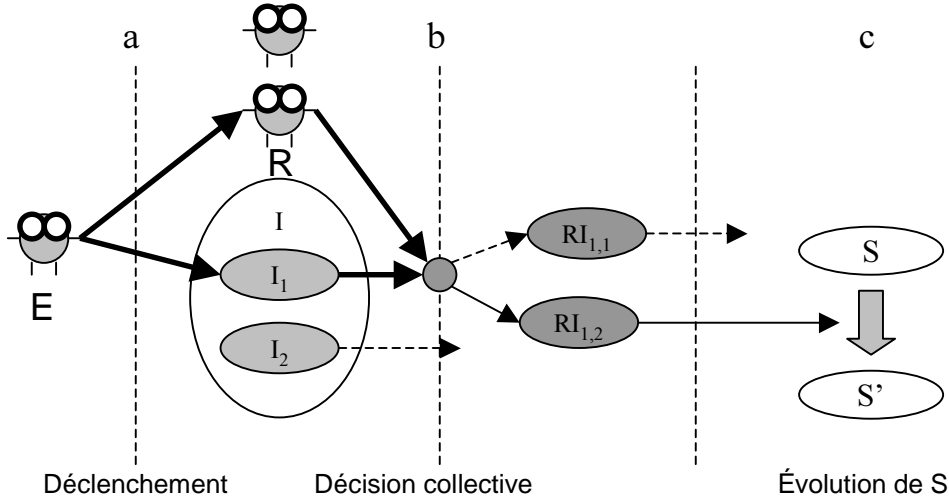 a
b
c
R
I
E
I₁
I₂
RI₁,₁
RI₁,₂
S
S’
Déclenchement
Décision collective
Évolution de S